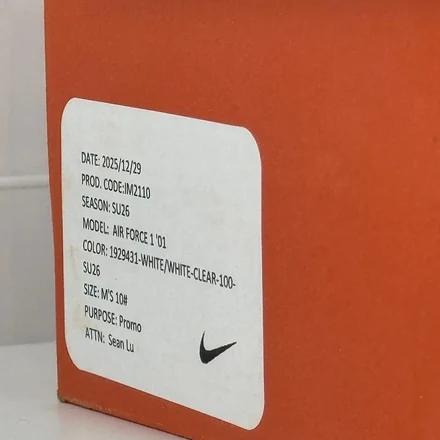 DATE: 2025/12/29
PROD. CODE:IM2110
SEASON: SU26
MODEL: AIR FORCE 1 '01
COLOR: 1929431-WHITE/WHITE-CLEAR-100-
SU26
SIZE: M'S 10#
PURPOSE: Promo
ATTN: Sean Lu